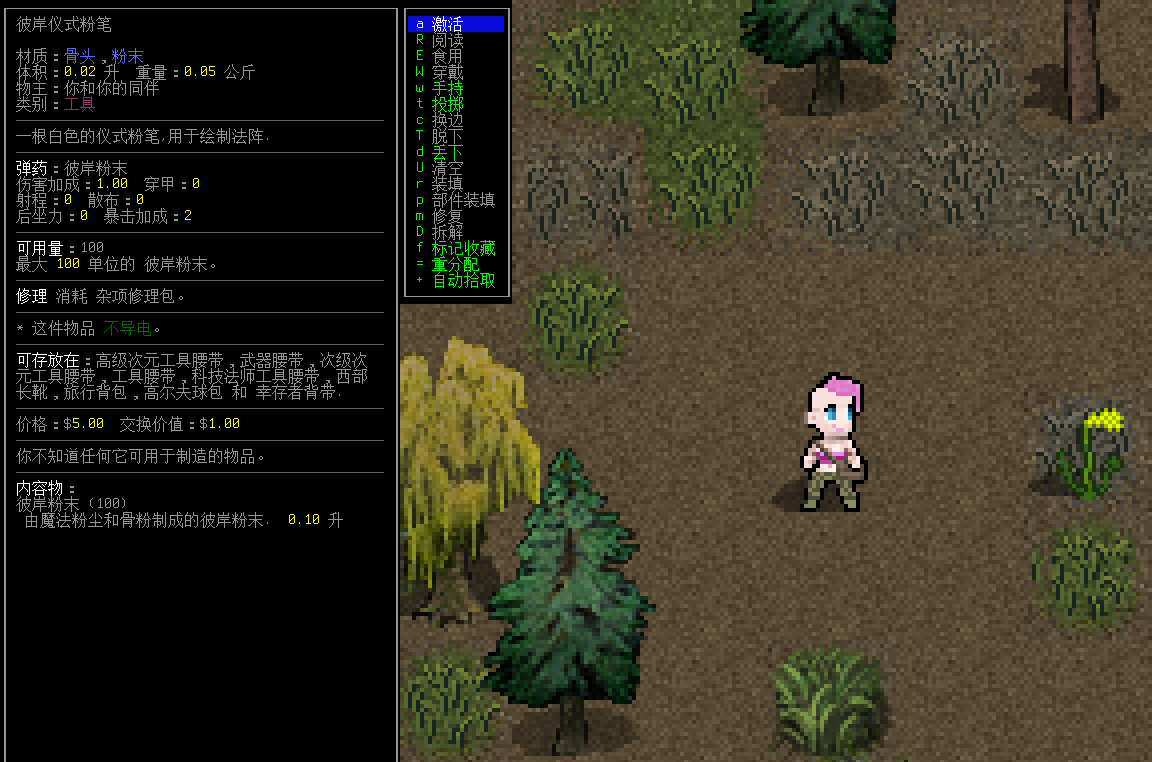 彼岸仪式粉笔
材质：骨头,粉末
体积：0.02 升 重量：0.05 公斤
物主：你和你的同伴
类别：工具
一根白色的仪式粉笔,用于绘制法阵.
弹药：彼岸粉末
伤害加成：1.00 穿甲：0
射程：0 散布：0
后坐力：0 暴击加成：2
可用量：100
最大 100 单位的 彼岸粉末。
修理 消耗 杂项修理包。
* 这件物品 不导电。
可存放在：高级次元工具腰带,武器腰带,次级次
元工具腰带,工具腰带,科技法师工具腰带,西部
长靴,旅行背包,高尔夫球包 和 幸存者背带.
价格：$5.00 交换价值：$1.00
你不知道任何它可用于制造的物品。
内容物：
彼岸粉末 (100)
由魔法粉尘和骨粉制成的彼岸粉末. 0.10 升
a 激活
R 阅读
E 食用
W 穿戴
w 手持
t 投掷
c 换边
T 脱下
d 丢下
U 清空
r 装填
p 部件装填
m 修复
D 拆解
f 标记收藏
= 重分配
+ 自动拾取